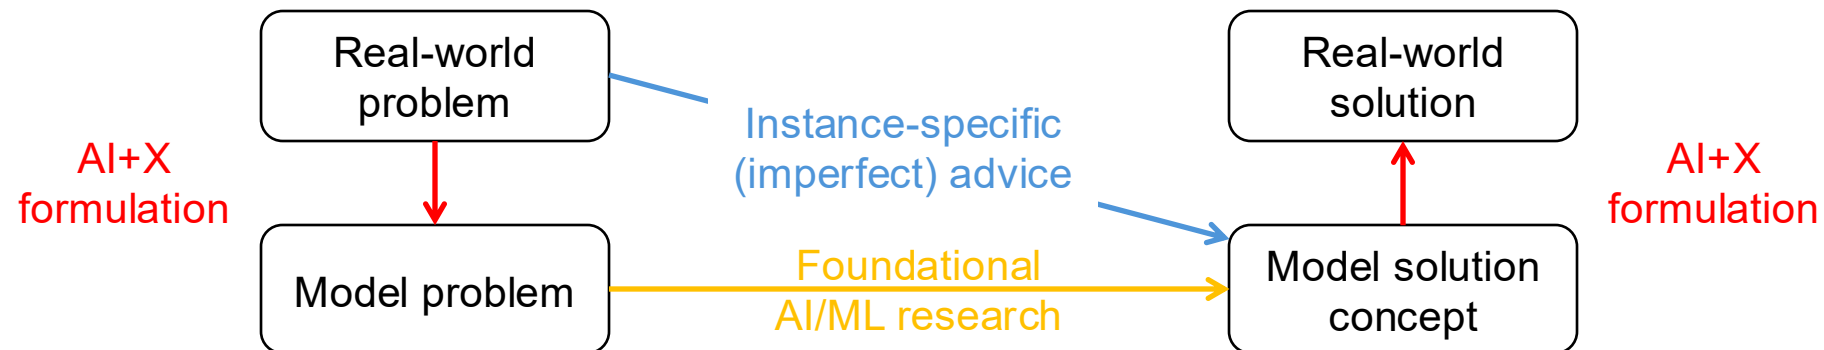 Real-world
problem
Real-world
solution
Instance-specific
(imperfect) advice
AI+X
formulation
AI+X
formulation
Model problem
Foundational
AI/ML research
Model solution
concept